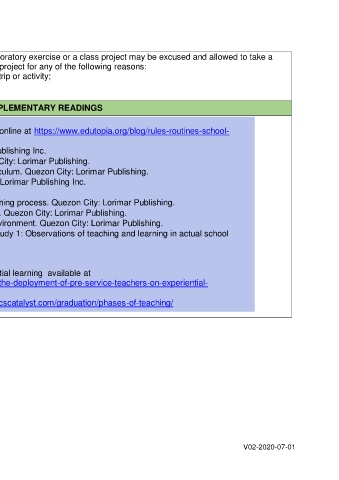 oratory exercise or a class project may be excused and allowed to take a
project for any of the following reasons:
trip or activity;
PLEMENTARY READINGS
online at https://www.edutopia.org/blog/rules-routines-school-
blishing Inc.
City: Lorimar Publishing.
culum. Quezon City: Lorimar Publishing.
Lorimar Publishing Inc.
ning process. Quezon City: Lorimar Publishing.
. Quezon City: Lorimar Publishing.
vironment. Quezon City: Lorimar Publishing.
udy 1: Observations of teaching and learning in actual school
tial learning available at
the-deployment-of-pre-service-teachers-on-experiential-
cscatalyst.com/graduation/phases-of-teaching/
V02-2020-07-01